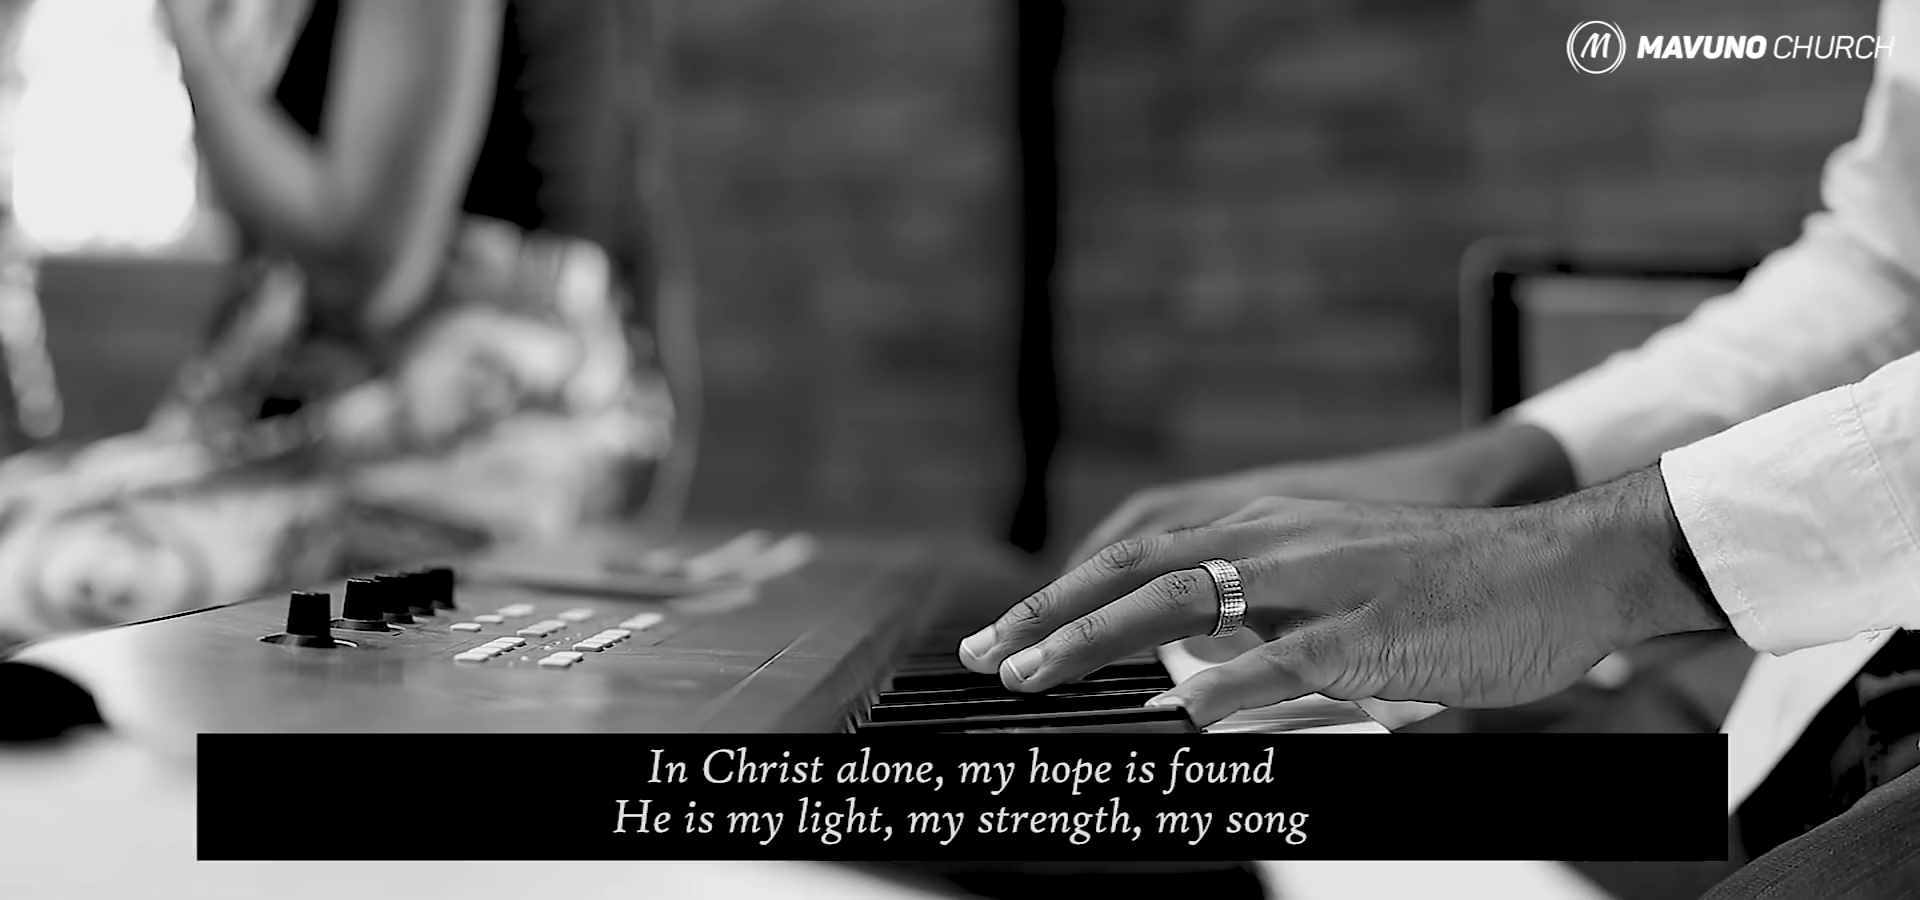 MAVUNO CHURCH
In Christ alone, my hope is found
He is my light, my strength, my song